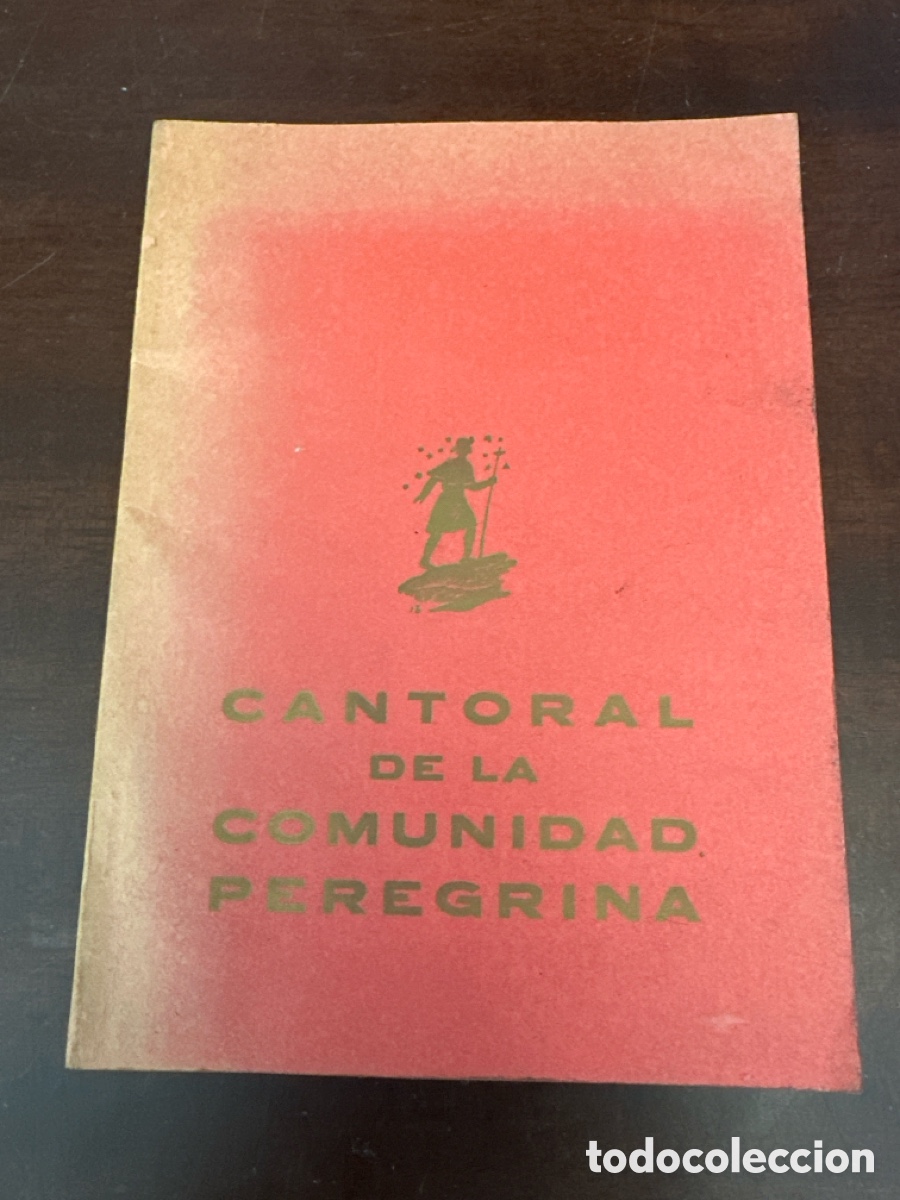 CANTORAL
DE LA
COMUNIDAD
PEREGRINA
todocoleccion